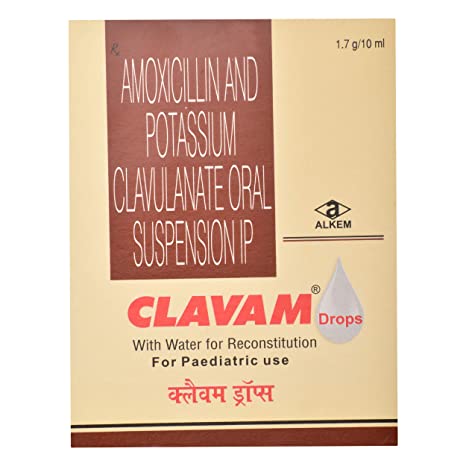 Rx
1.7 g/10 ml
AMOXICILLIN AND
POTASSIUM
CLAVULANATE ORAL
SUSPENSION IP
a
ALKEM
CLAVAM®
Drops
With Water for Reconstitution
For Paediatric use
क्लैवम ड्रॉप्स